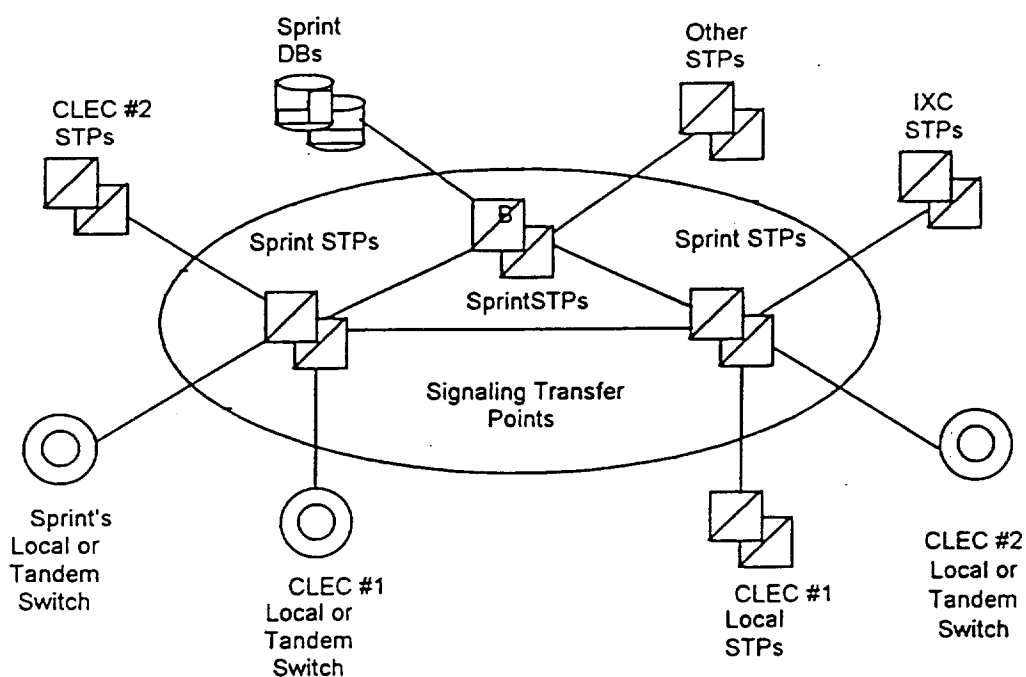 Sprint
DBs
Other
STPs
CLEC #2
STPs
IXC
STPs
B
Sprint STPs
Sprint STPs
SprintSTPs
Signaling Transfer
Points
Sprint's
Local or
Tandem
Switch
CLEC #1
Local or
Tandem
Switch
CLEC #1
Local
STPs
CLEC #2
Local or
Tandem
Switch